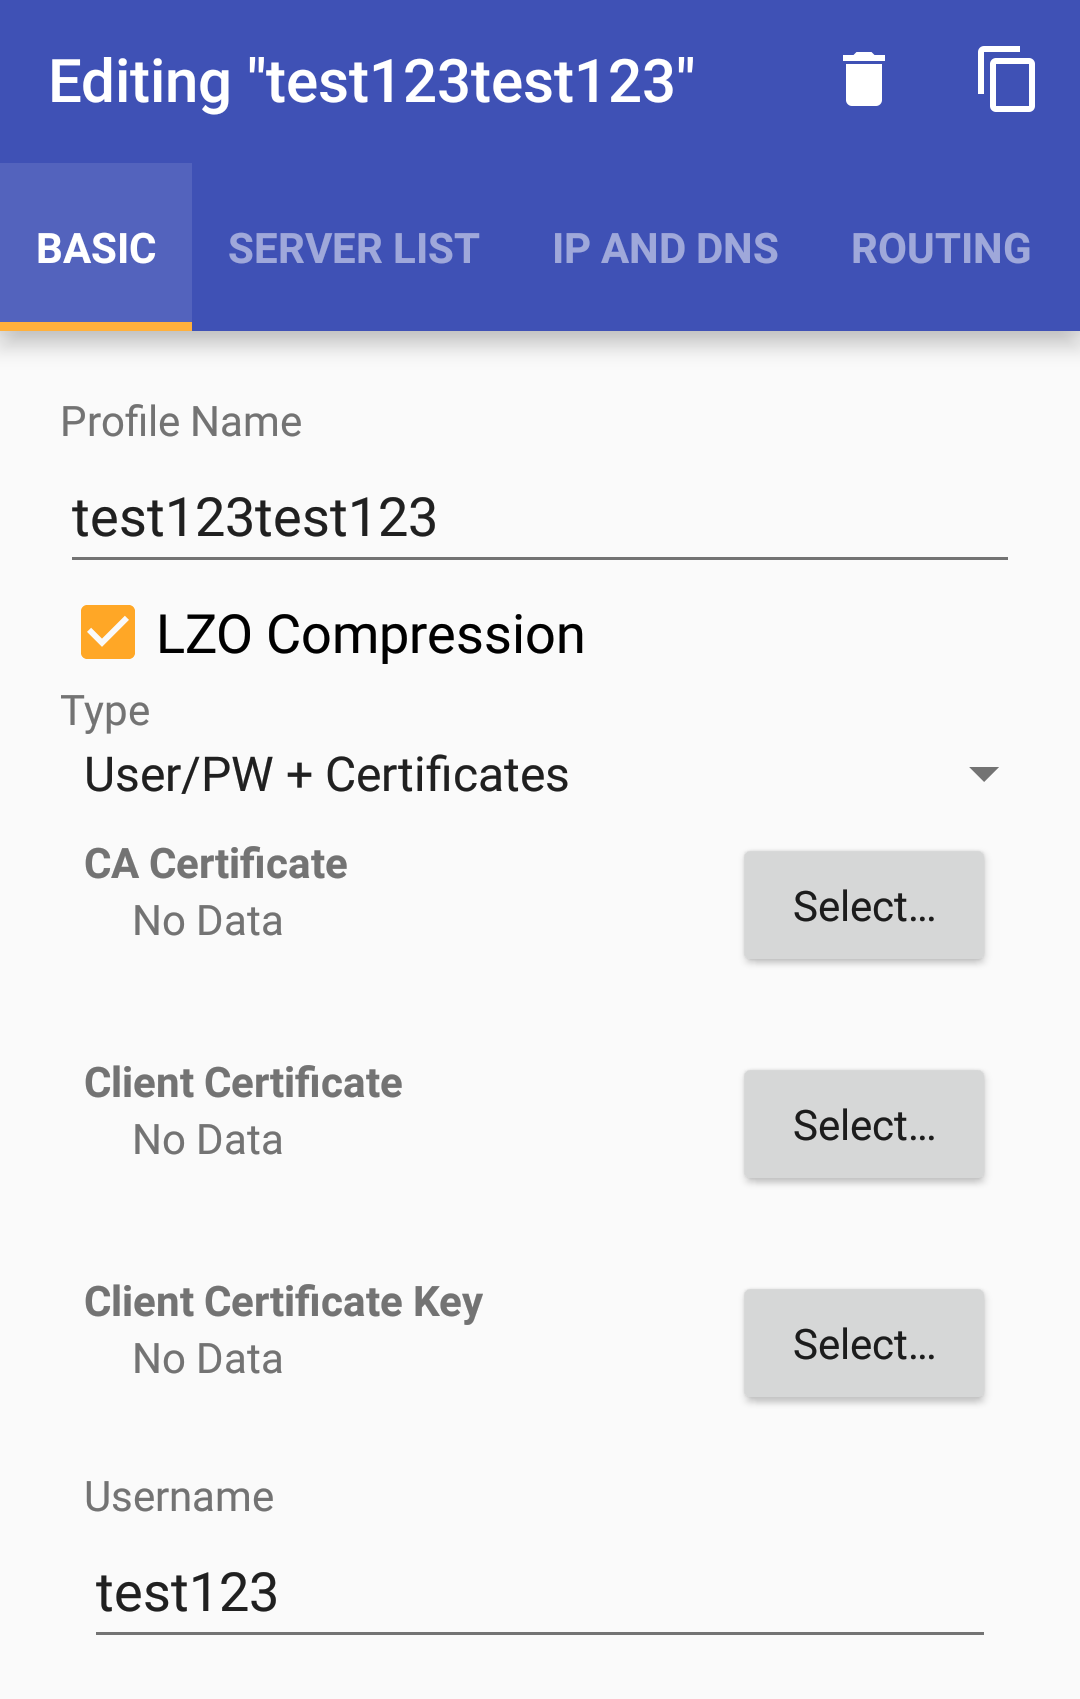 Editing "test123test123"
BASIC SERVER LIST IP AND DNS ROUTING
Profile Name
test123test123
LZO Compression
Type
User/PW + Certificates
CA Certificate
No Data
Select...
Client Certificate
No Data
Select...
Client Certificate Key
No Data
Select...
Username
test123